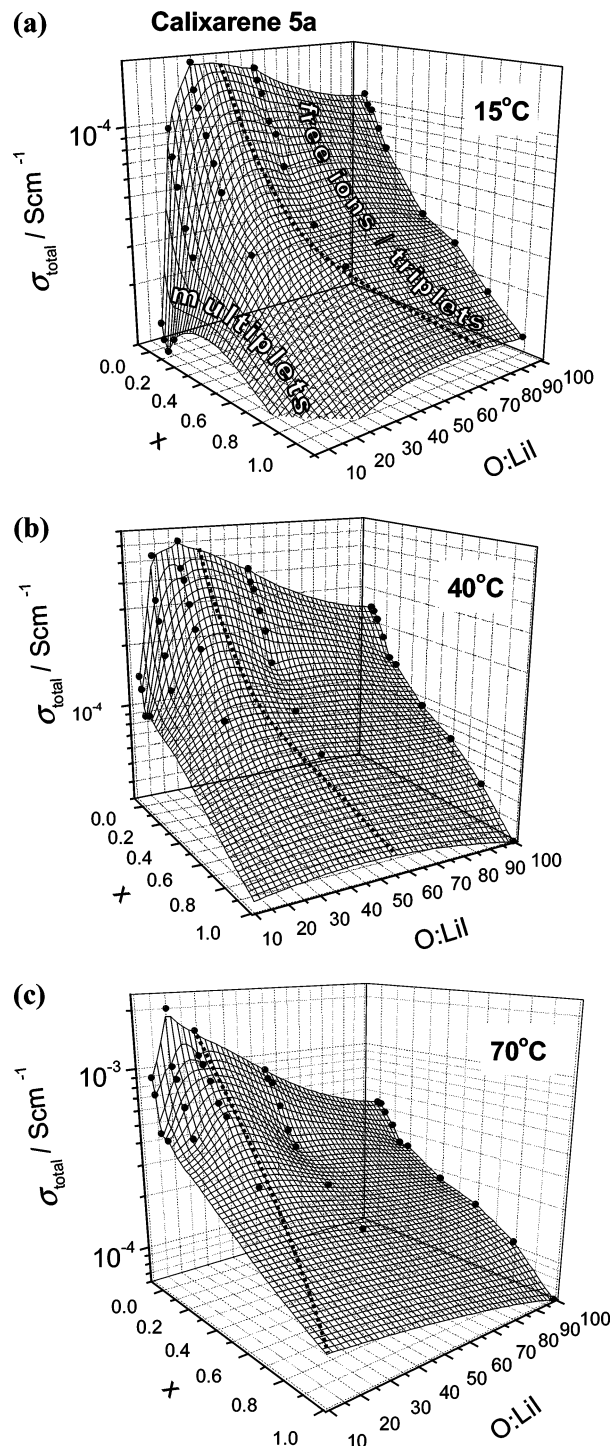 (a) Calixarene 5a
15°C
10⁻⁴
σtotal / Scm⁻¹
free ions / triplets
multiplets
0.0
0.2
0.4
0.6
0.8
1.0
X
10 20 30 40 50 60 70 80 90 100
O:LiI
(b)
40°C
10⁻⁴
σtotal / Scm⁻¹
0.0
0.2
0.4
0.6
0.8
1.0
X
10 20 30 40 50 60 70 80 90 100
O:LiI
(c)
70°C
10⁻³
σtotal / Scm⁻¹
10⁻⁴
0.0
0.2
0.4
0.6
0.8
1.0
X
10 20 30 40 50 60 70 80 90 100
O:LiI